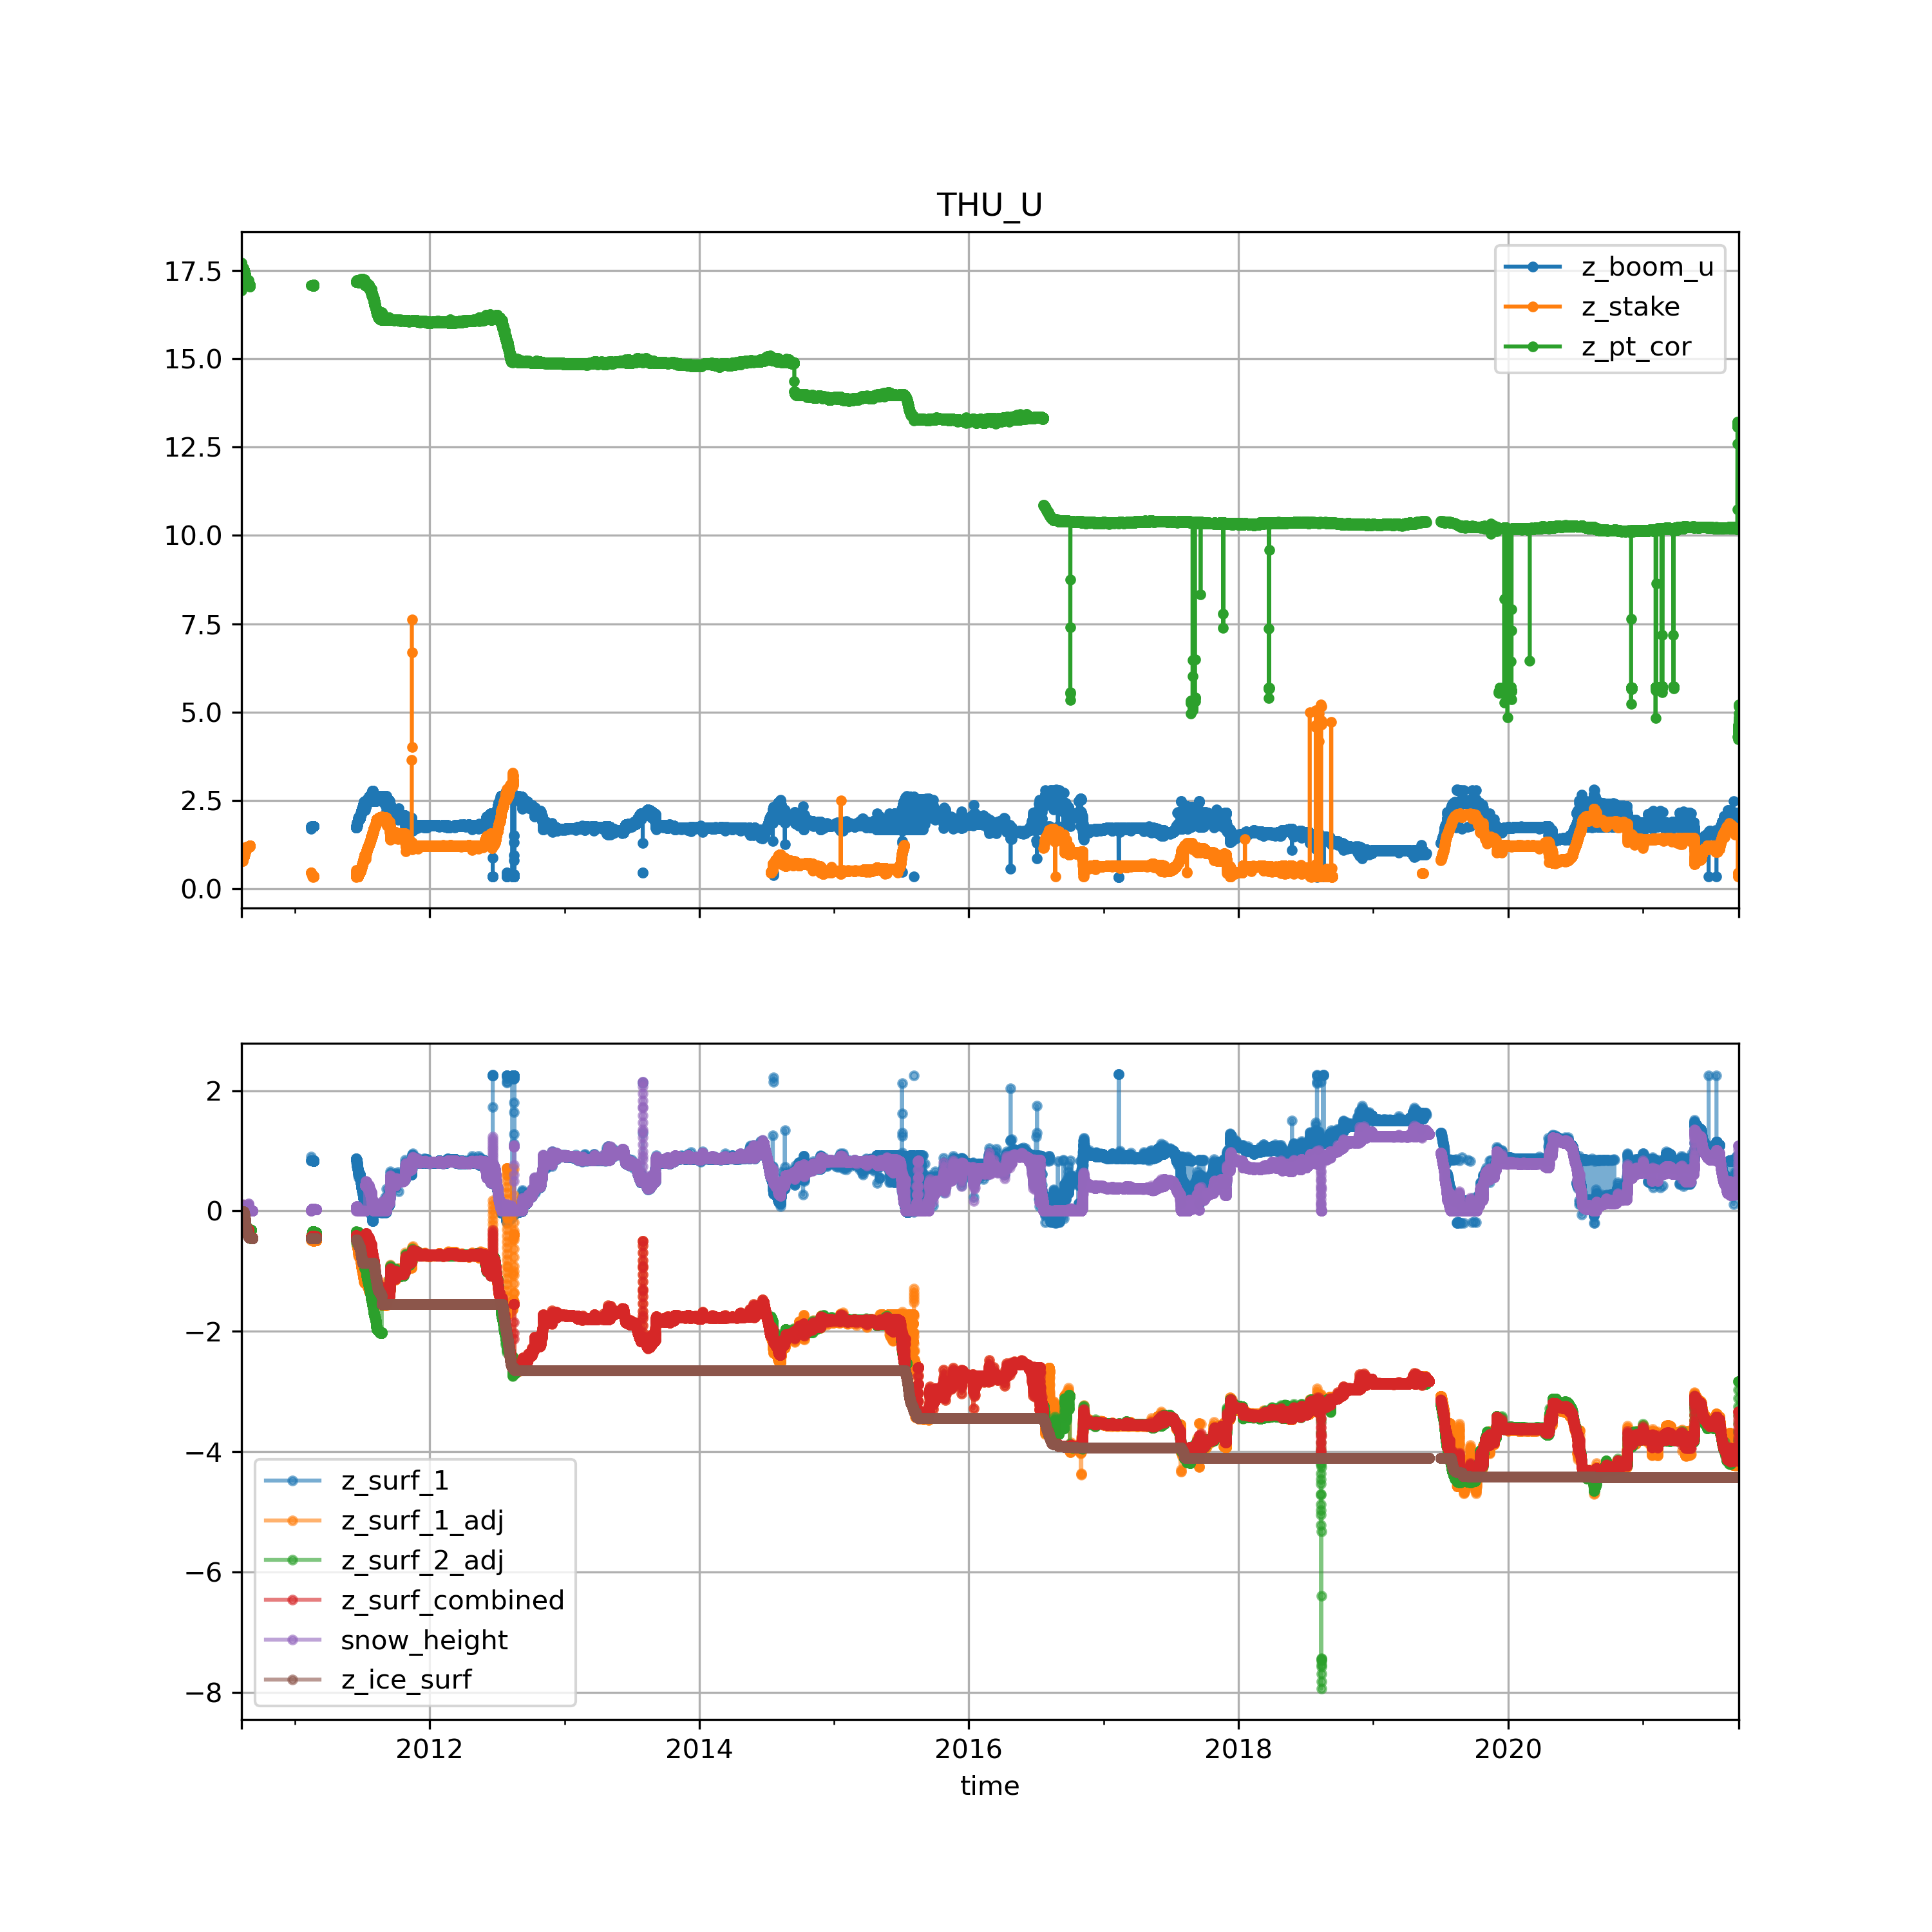 THU_U
17.5
15.0
12.5
10.0
7.5
5.0
2.5
0.0
z_boom_u
z_stake
z_pt_cor
2
0
−2
−4
−6
−8
z_surf_1
z_surf_1_adj
z_surf_2_adj
z_surf_combined
snow_height
z_ice_surf
2012 2014 2016 2018 2020
time